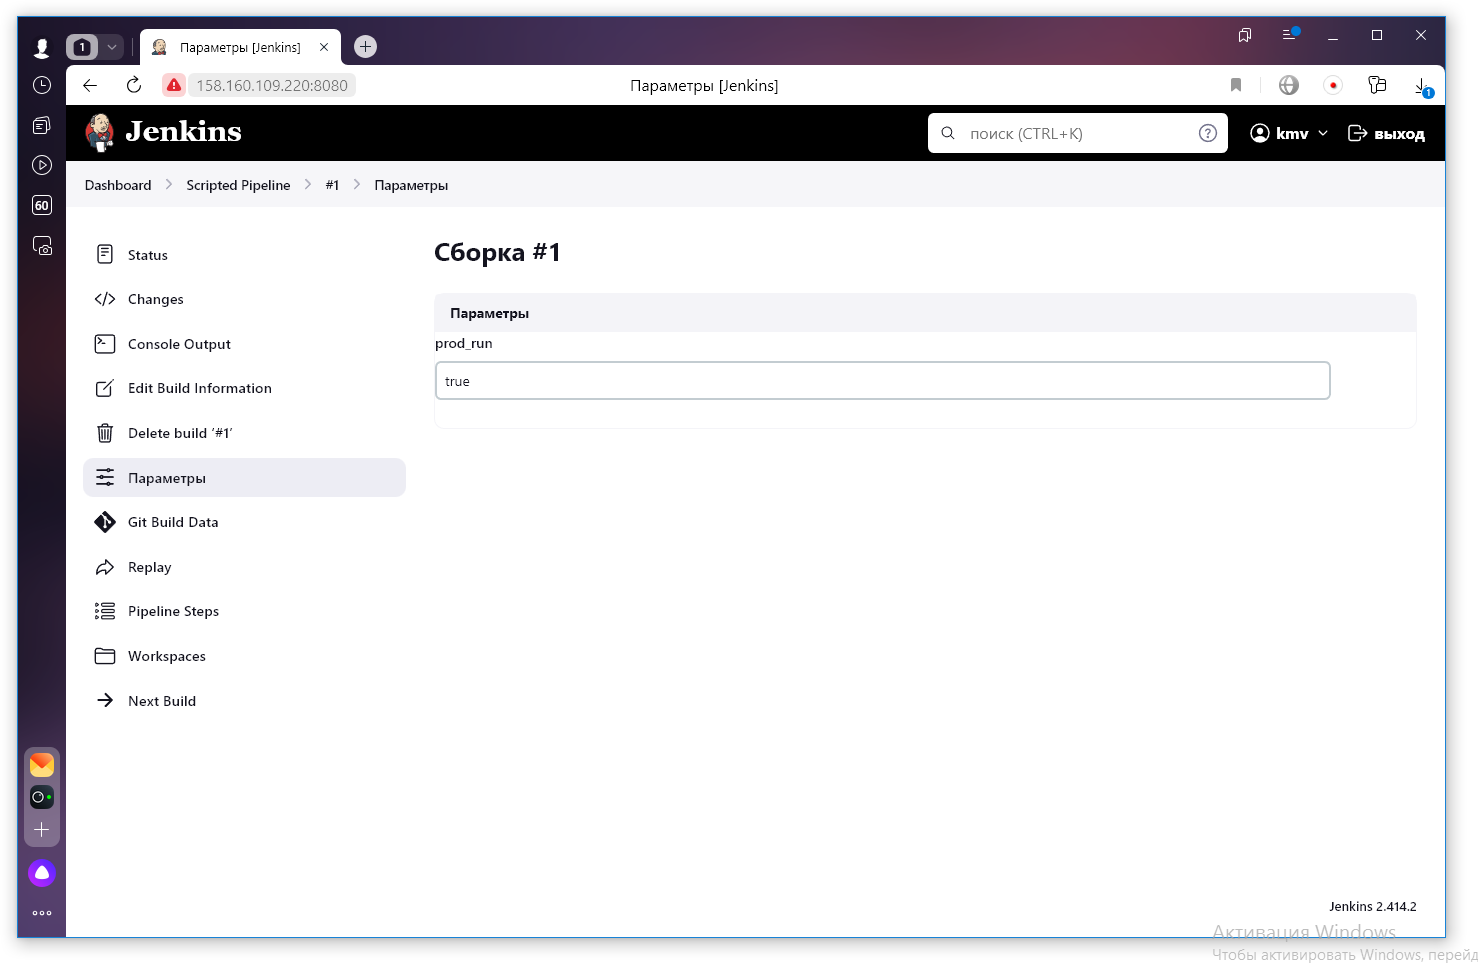 1
Параметры [Jenkins]
158.160.109.220:8080
Параметры [Jenkins]
1
60
Jenkins
поиск (CTRL+K)
?
kmv
выход
Dashboard
Scripted Pipeline
#1
Параметры
Status
Changes
Console Output
Edit Build Information
Delete build ‘#1’
Параметры
Git Build Data
Replay
Pipeline Steps
Workspaces
Next Build
Сборка #1
Параметры
prod_run
true
Jenkins 2.414.2
Активация Windows
Чтобы активировать Windows, перейд